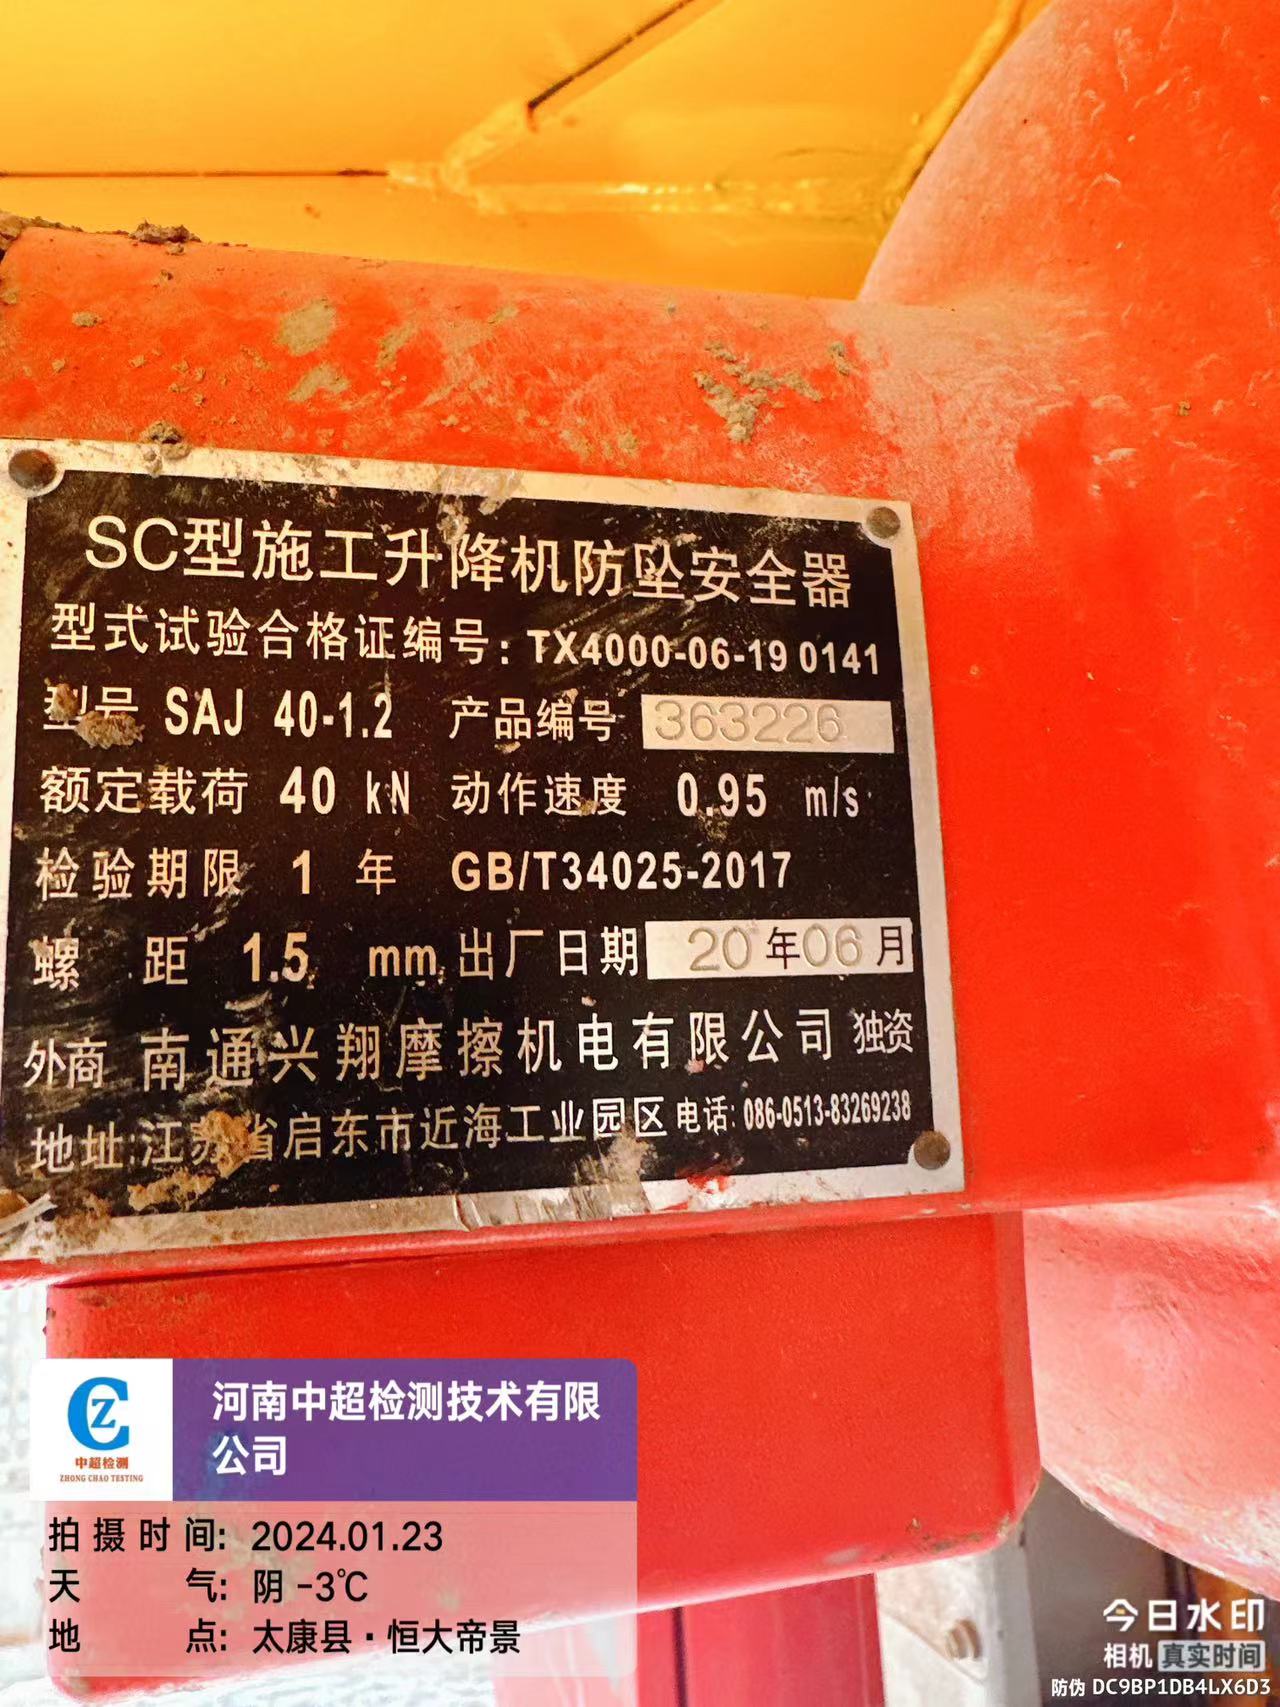 SC型施工升降机防坠安全器
型式试验合格证编号: TX4000-06-19 0141
型号 SAJ 40-1.2 产品编号 363226
额定载荷 40 kN 动作速度 0.95 m/s
检验期限 1 年 GB/T34025-2017
螺 距 1.5 mm 出厂日期 20年06月
外商 南通兴翔摩擦机电有限公司 独资
地址:江苏省启东市近海工业园区 电话: 086-0513-83269238
CZ
中超检测
ZHONG CHAO TESTING
河南中超检测技术有限
公司
拍摄时间: 2024.01.23
天 气: 阴 -3℃
地 点: 太康县·恒大帝景
今日水印
相机 真实时间
防伪 DC9BP1DB4LX6D3